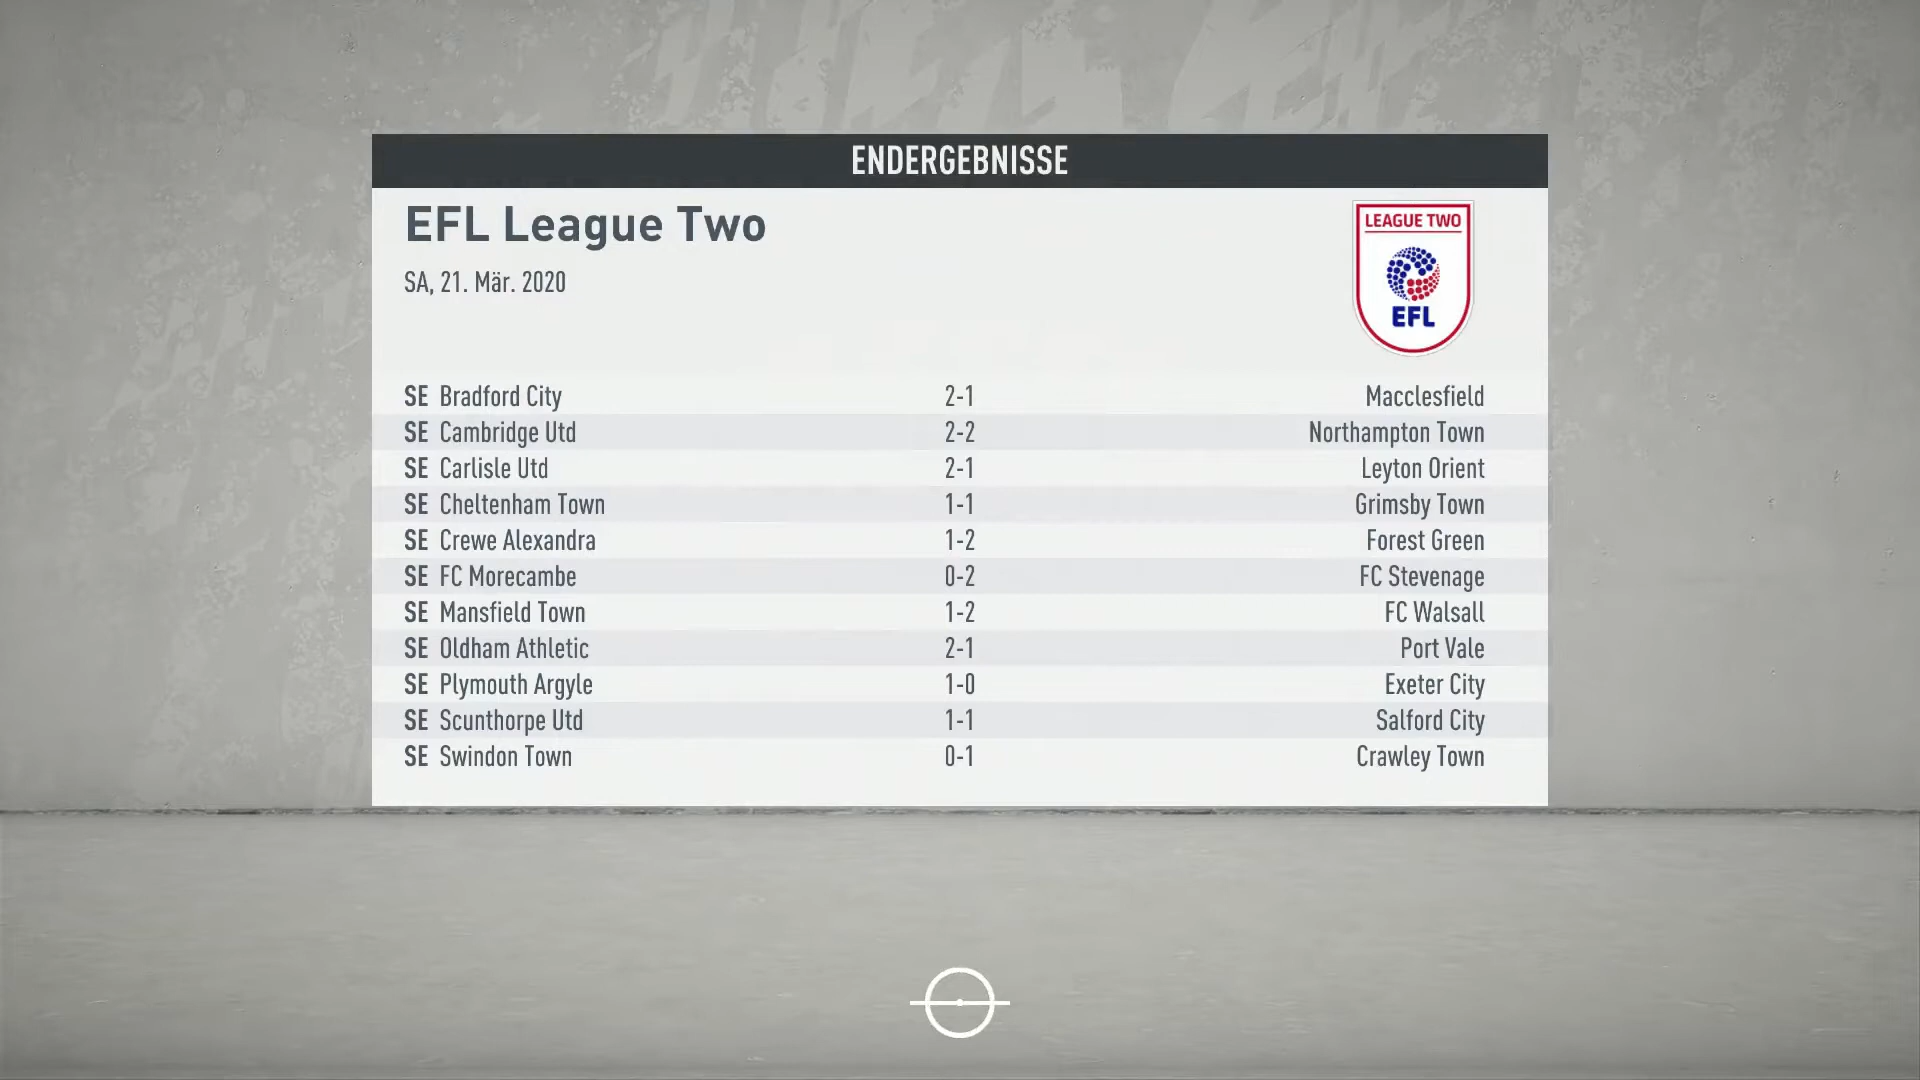 ENDERGEBNISSE
EFL League Two
SA, 21. Mär. 2020
LEAGUE TWO
EFL
SE Bradford City 2-1 Macclesfield
SE Cambridge Utd 2-2 Northampton Town
SE Carlisle Utd 2-1 Leyton Orient
SE Cheltenham Town 1-1 Grimsby Town
SE Crewe Alexandra 1-2 Forest Green
SE FC Morecambe 0-2 FC Stevenage
SE Mansfield Town 1-2 FC Walsall
SE Oldham Athletic 2-1 Port Vale
SE Plymouth Argyle 1-0 Exeter City
SE Scunthorpe Utd 1-1 Salford City
SE Swindon Town 0-1 Crawley Town